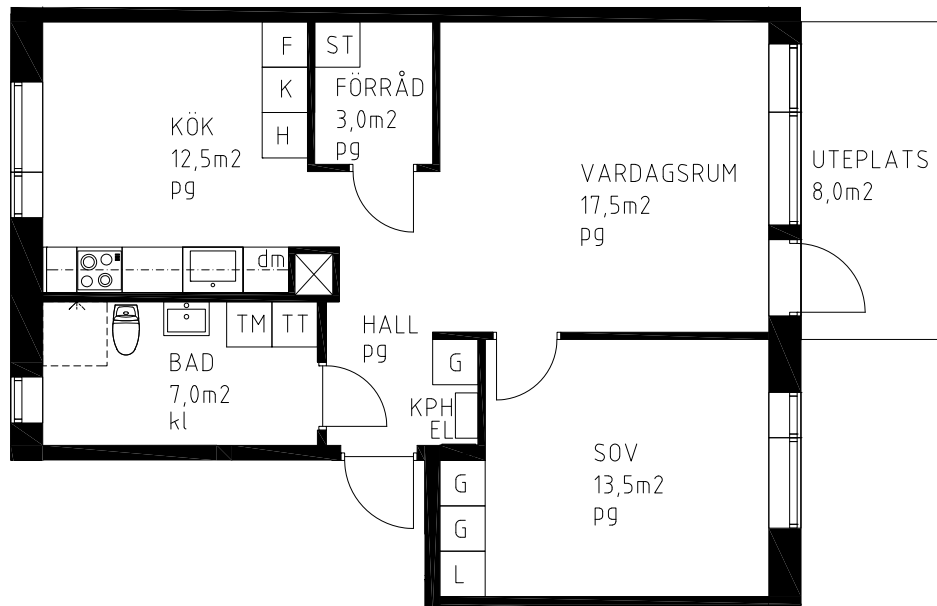 F
K
H
ST
FÖRRÅD
3,0m2
pg
KÖK
12,5m2
pg
VARDAGSRUM
17,5m2
pg
UTEPLATS
8,0m2
dm
TM
TT
BAD
7,0m2
kl
HALL
pg
G
KPH
EL
SOV
13,5m2
pg
G
G
L